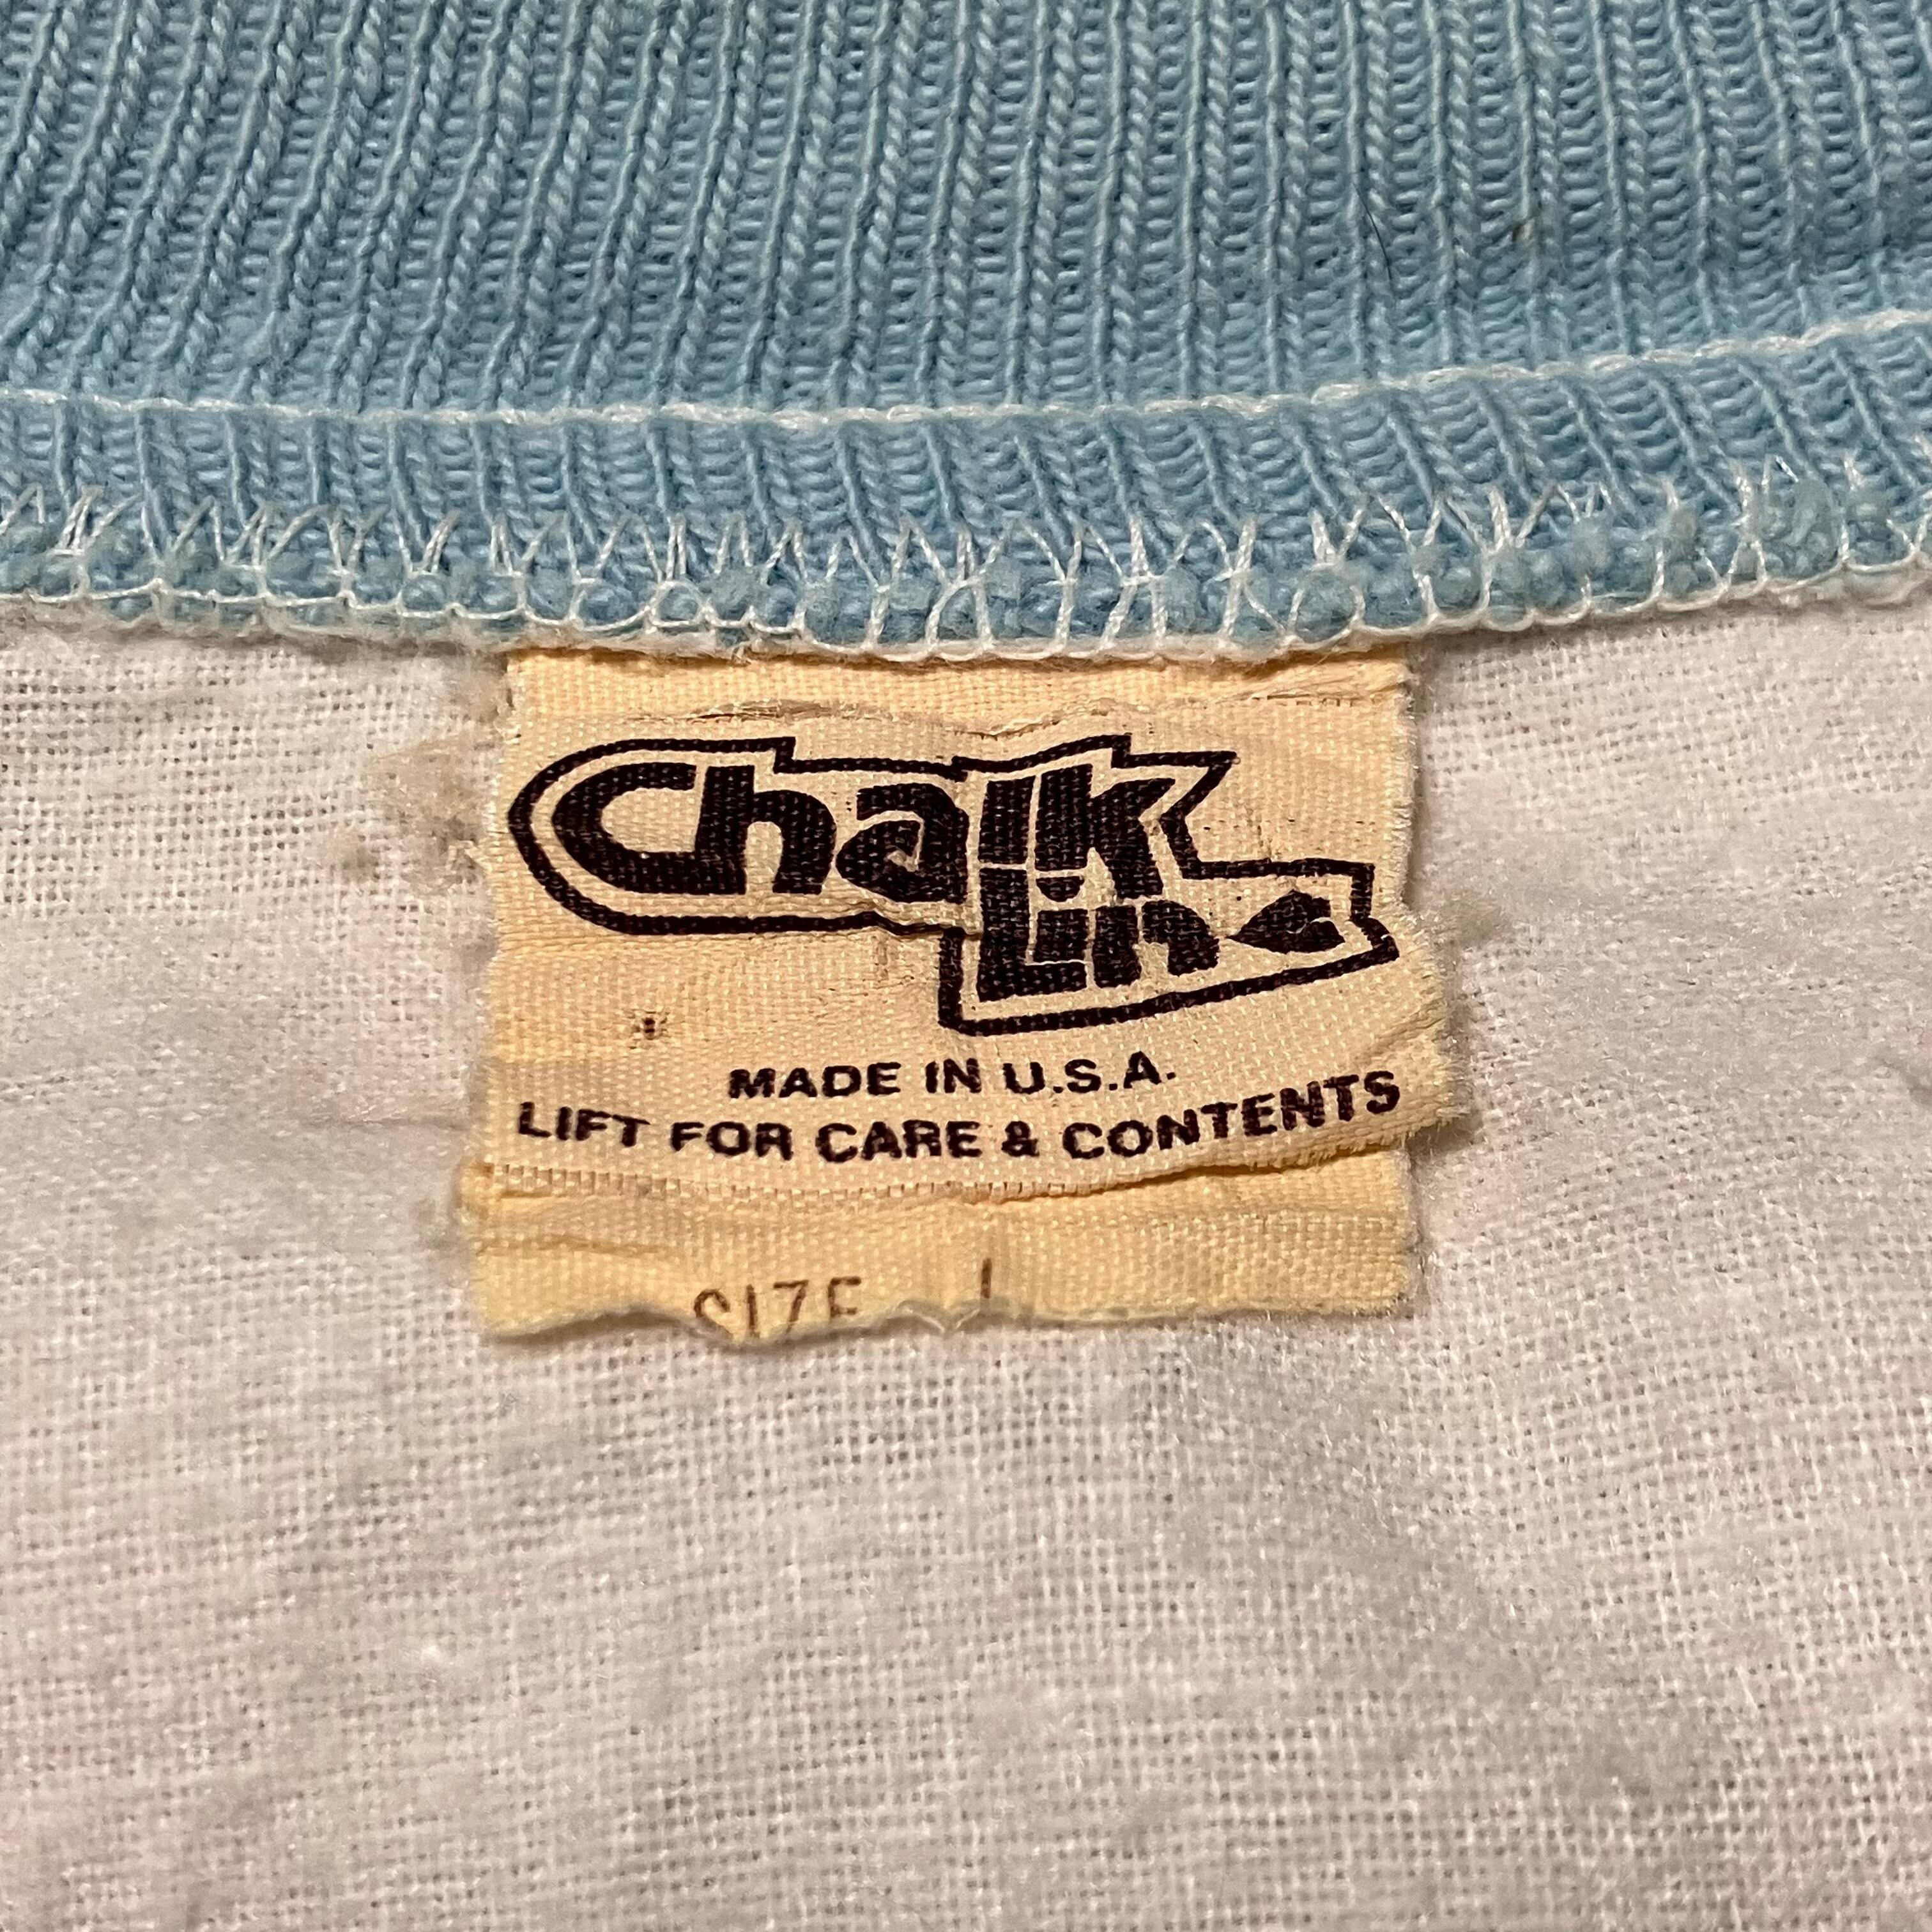 Chalk
Line
MADE IN U.S.A.
LIFT FOR CARE & CONTENTS
SIZE